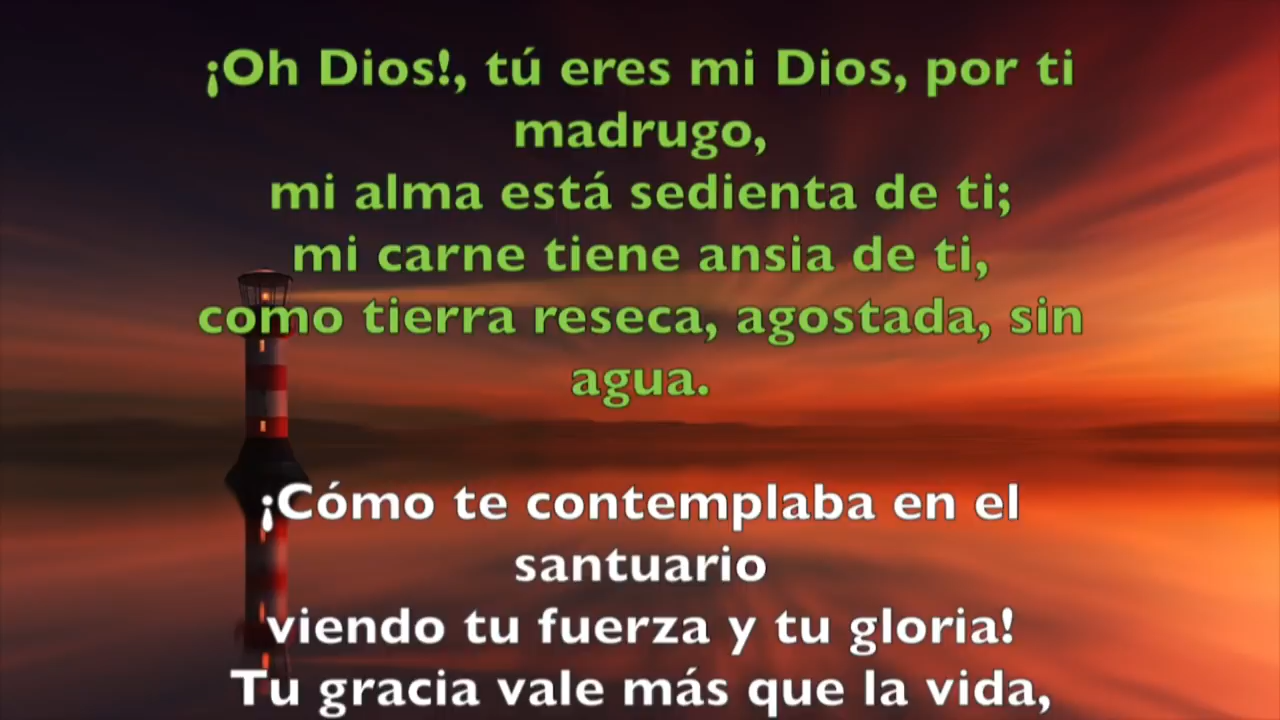 ¡Oh Dios!, tú eres mi Dios, por ti
madrugo,
mi alma está sedienta de ti;
mi carne tiene ansia de ti,
como tierra reseca, agostada, sin
agua.
¡Cómo te contemplaba en el
santuario
viendo tu fuerza y tu gloria!
Tu gracia vale más que la vida,